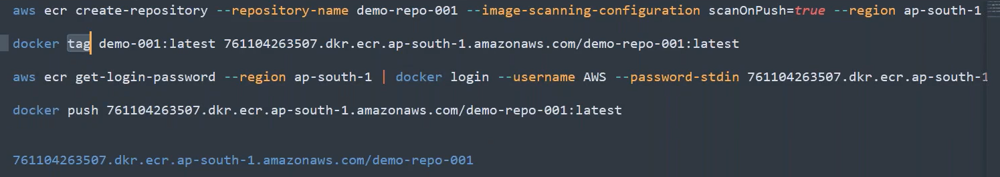 aws ecr create-repository --repository-name demo-repo-001 --image-scanning-configuration scanOnPush=true --region ap-south-1
docker tag demo-001:latest 761104263507.dkr.ecr.ap-south-1.amazonaws.com/demo-repo-001:latest
aws ecr get-login-password --region ap-south-1 | docker login --username AWS --password-stdin 761104263507.dkr.ecr.ap-south-1
docker push 761104263507.dkr.ecr.ap-south-1.amazonaws.com/demo-repo-001:latest
761104263507.dkr.ecr.ap-south-1.amazonaws.com/demo-repo-001